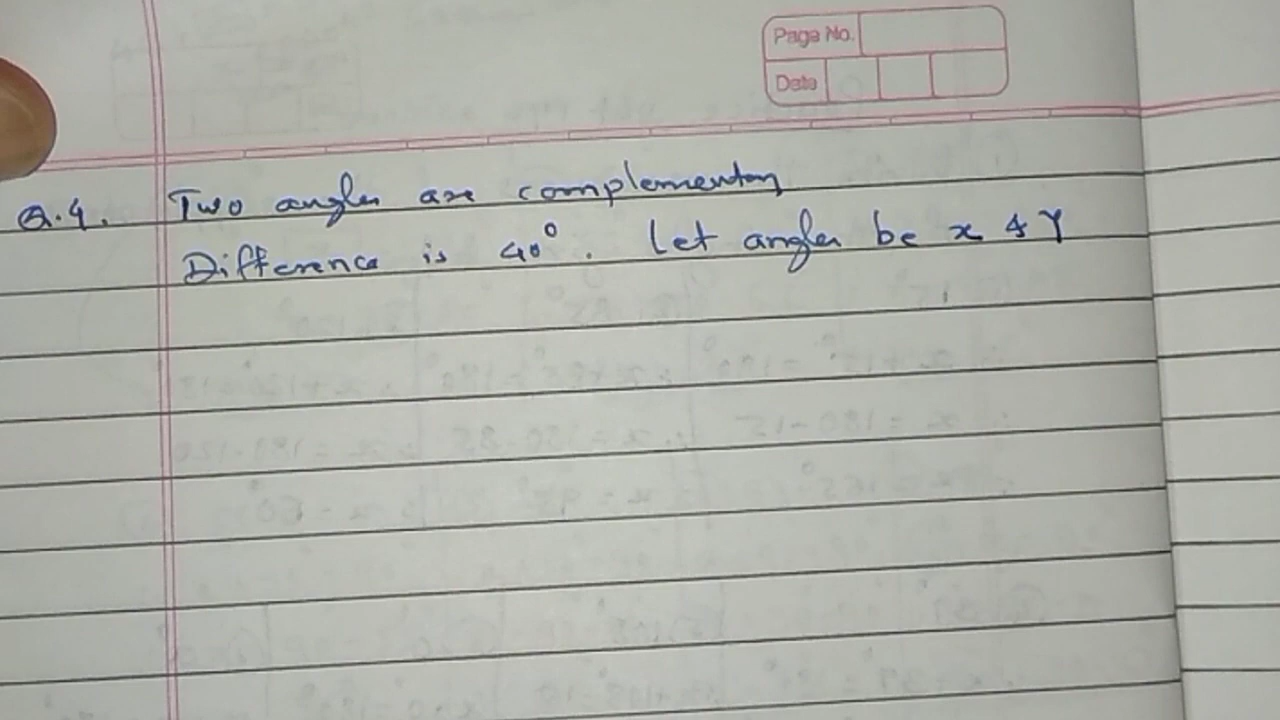 Page No.
Date
Q.4. Two angles are complementary
Difference is 40°. Let angles be x & Y